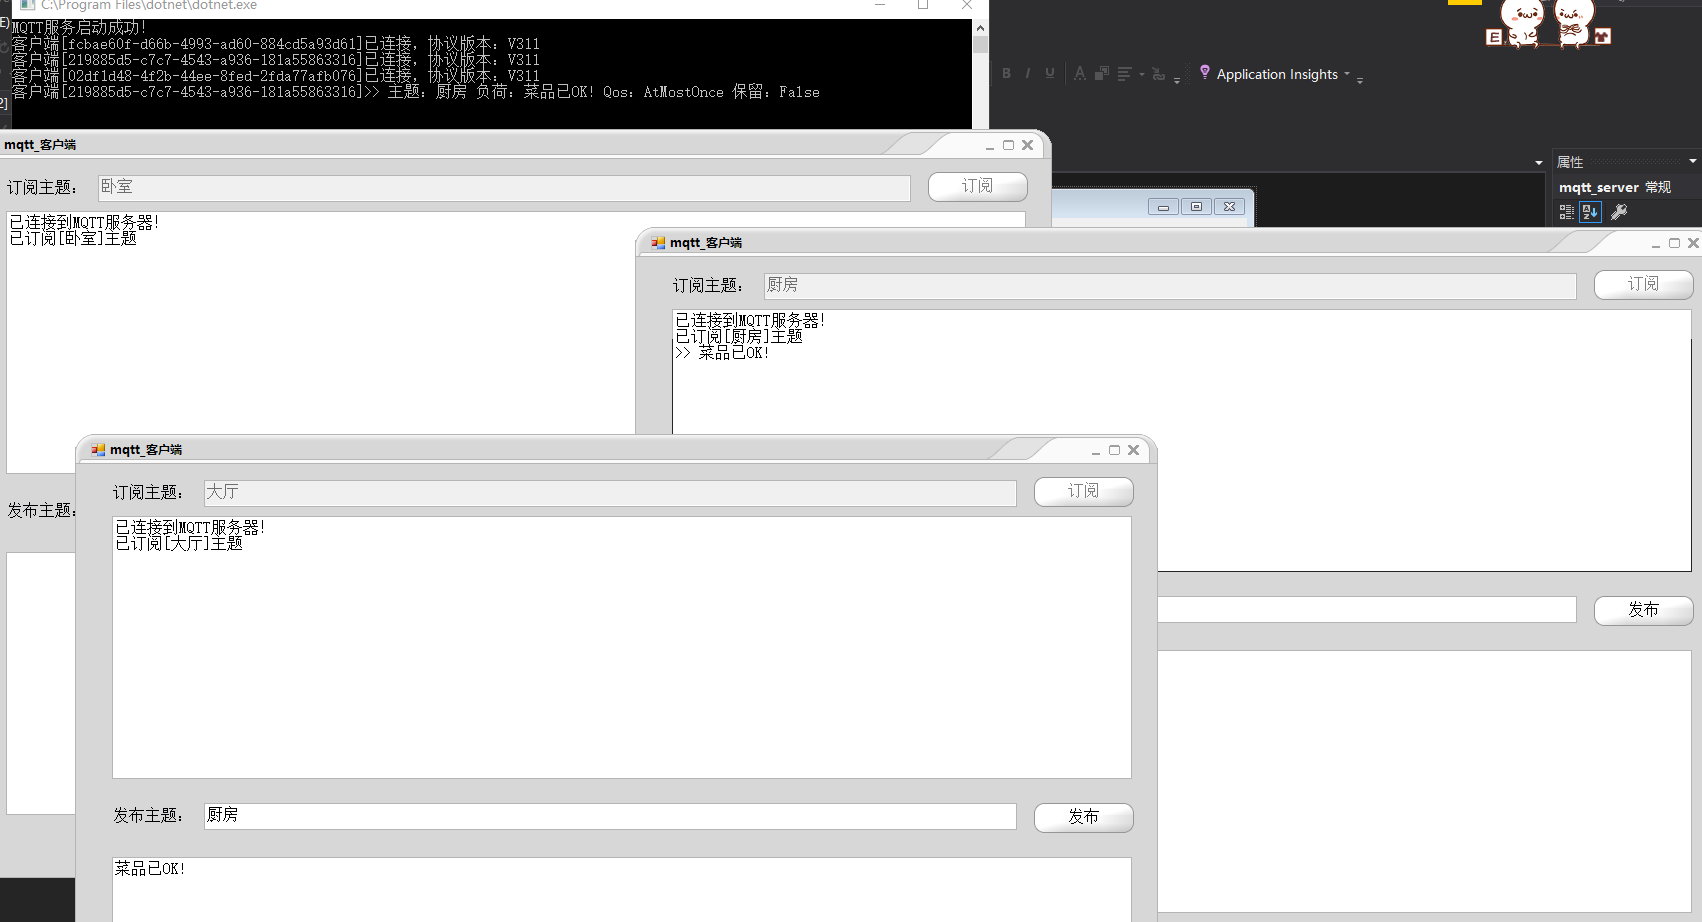 C:\Program Files\dotnet\dotnet.exe
MQTT服务启动成功!
客户端[fcbae60f-d66b-4993-ad60-884cd5a93d61]已连接，协议版本：V311
客户端[219885d5-c7c7-4543-a936-181a55863316]已连接，协议版本：V311
客户端[02df1d48-4f2b-44ee-8fed-2fda77afb076]已连接，协议版本：V311
客户端[219885d5-c7c7-4543-a936-181a55863316]>> 主题：厨房 负荷：菜品已OK! Qos：AtMostOnce 保留：False
E)
2]
B I U A
Application Insights
E
属性
mqtt_server 常规
mqtt_客户端
订阅主题：
卧室
订阅
已连接到MQTT服务器!
已订阅[卧室]主题
发布主题：
mqtt_客户端
订阅主题：
厨房
订阅
已连接到MQTT服务器!
已订阅[厨房]主题
>> 菜品已OK!
发布
mqtt_客户端
订阅主题：
大厅
订阅
已连接到MQTT服务器!
已订阅[大厅]主题
发布主题：
厨房
发布
菜品已OK!